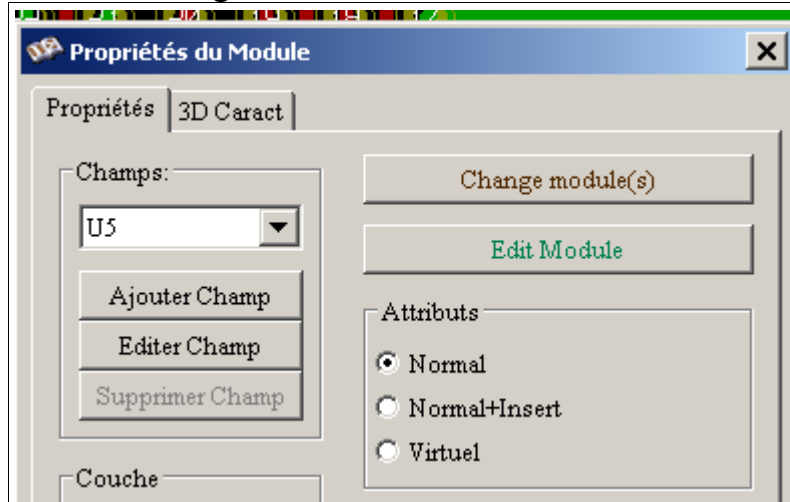 Propriétés du Module
Propriétés
3D Caract
Champs:
U5
Ajouter Champ
Editer Champ
Supprimer Champ
Couche
Change module(s)
Edit Module
Attributs
Normal
Normal+Insert
Virtuel